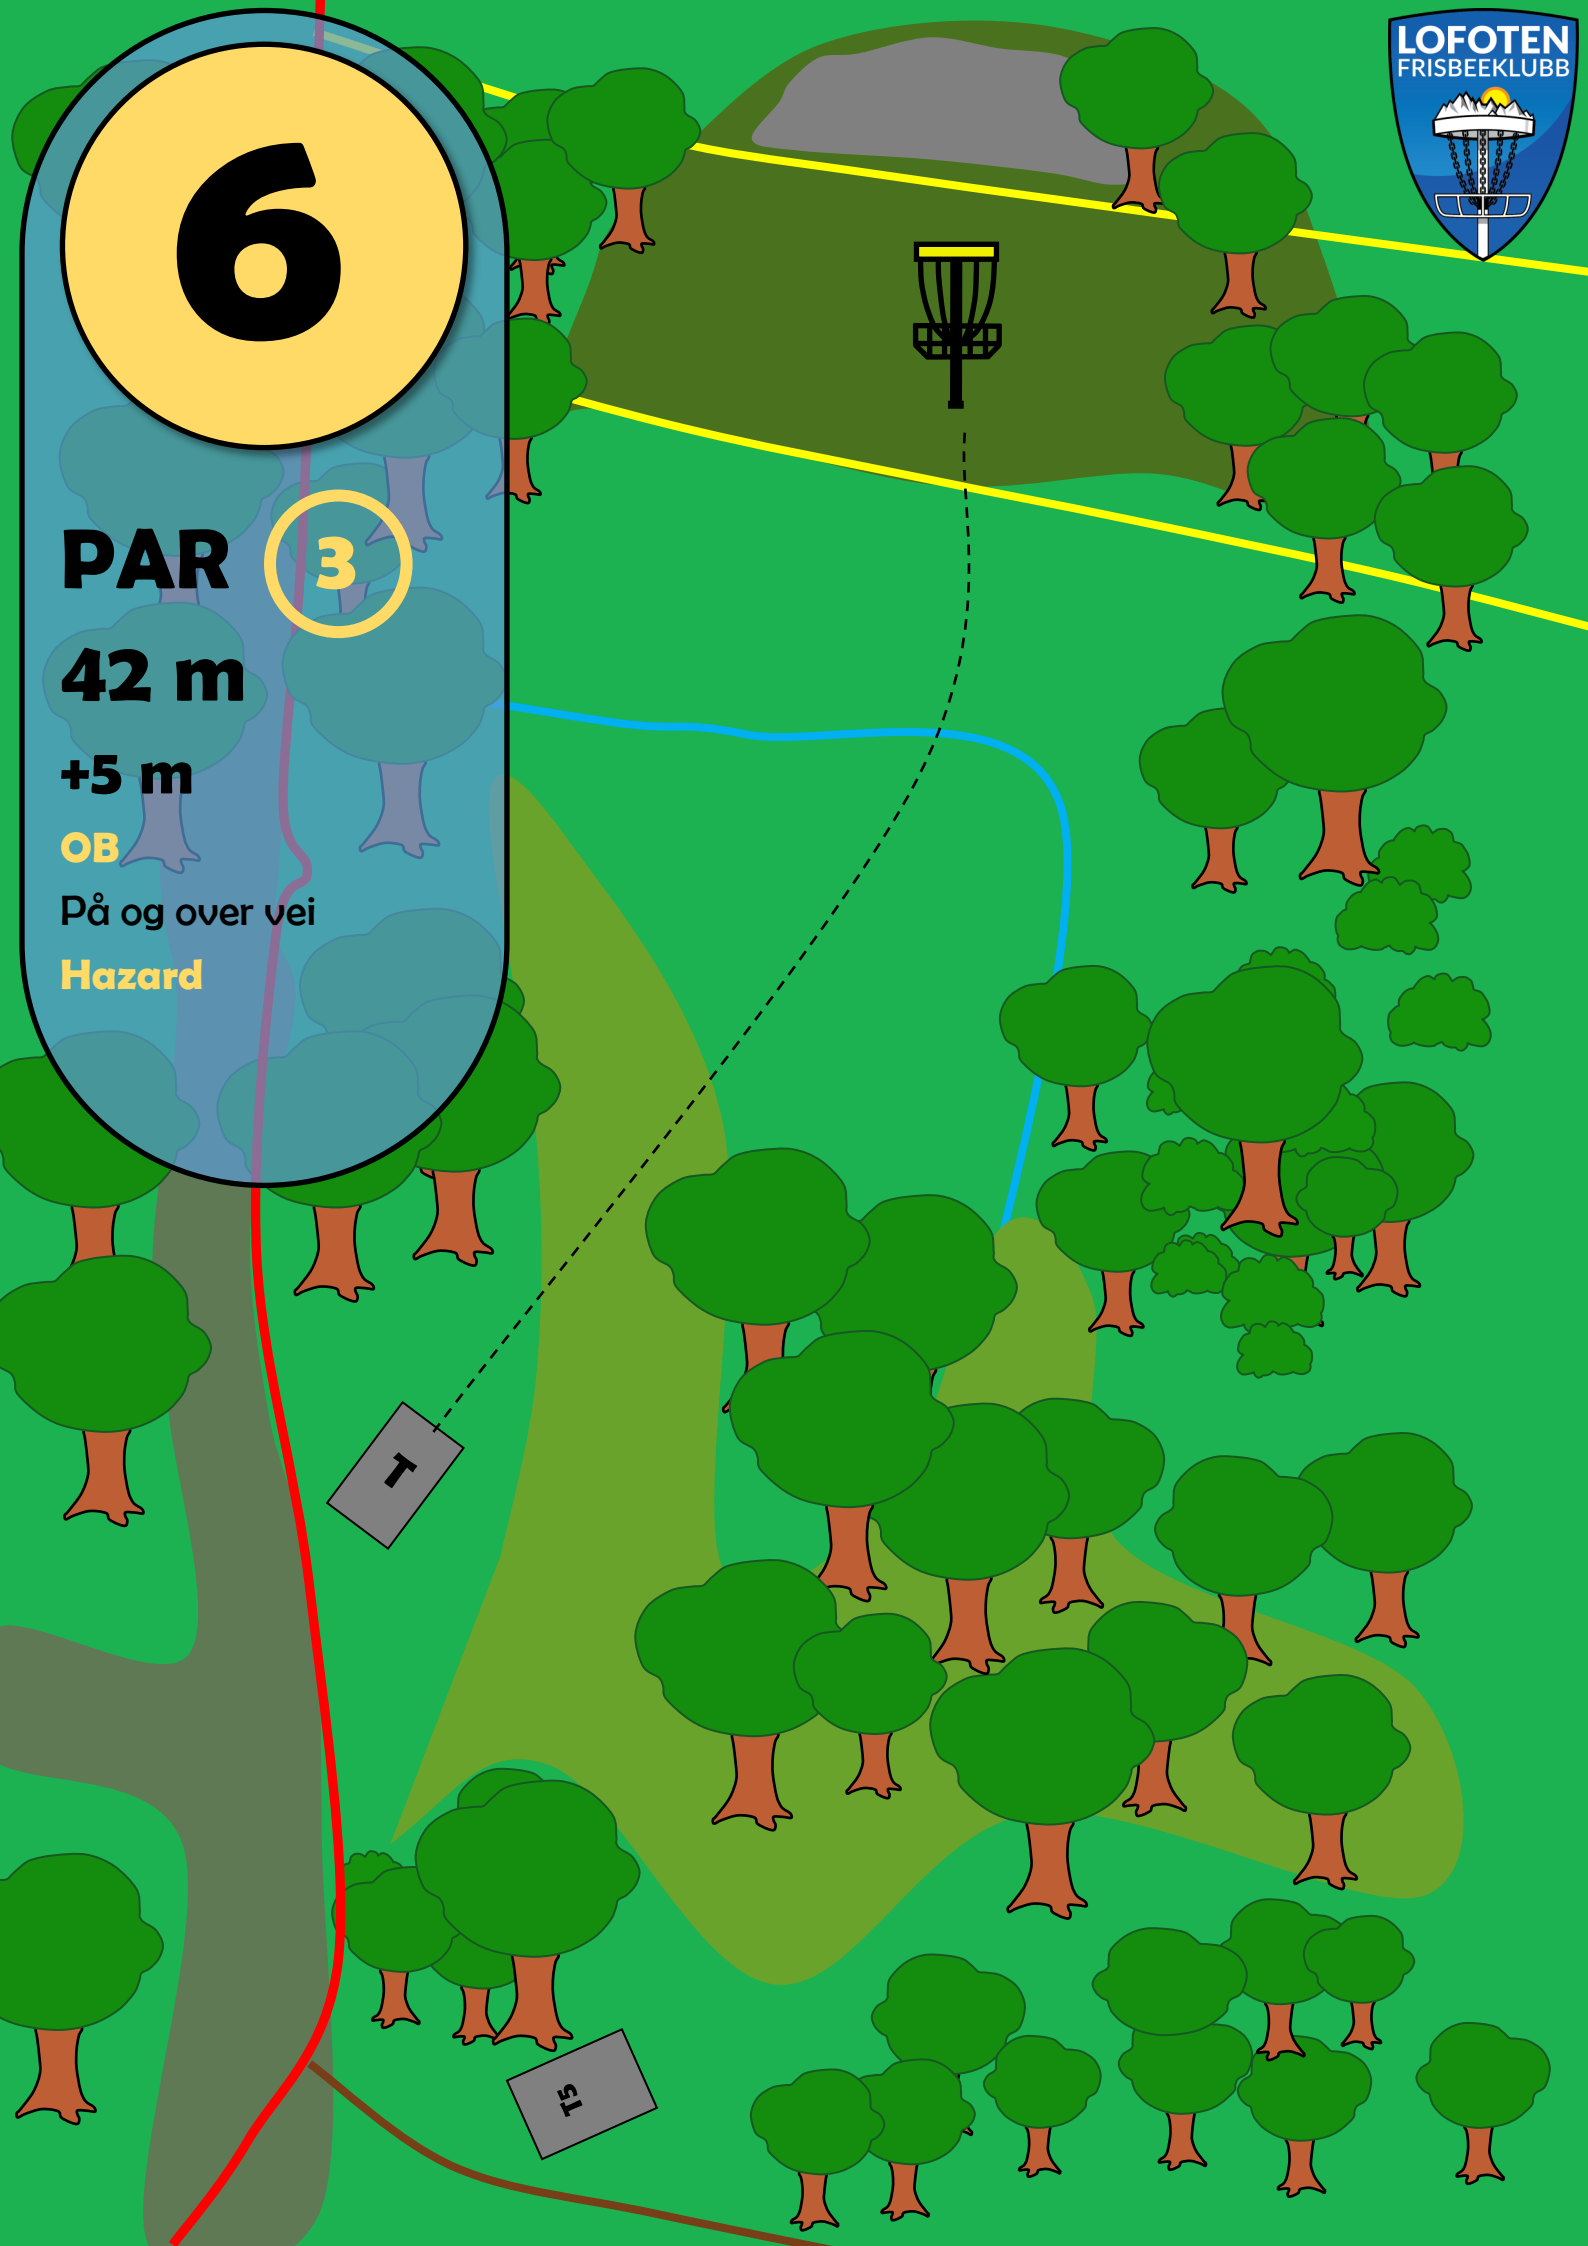 6
LOFOTEN
FRISBEEKLUBB
PAR 3
42 m
+5 m
OB
På og over vei
Hazard
T
T5